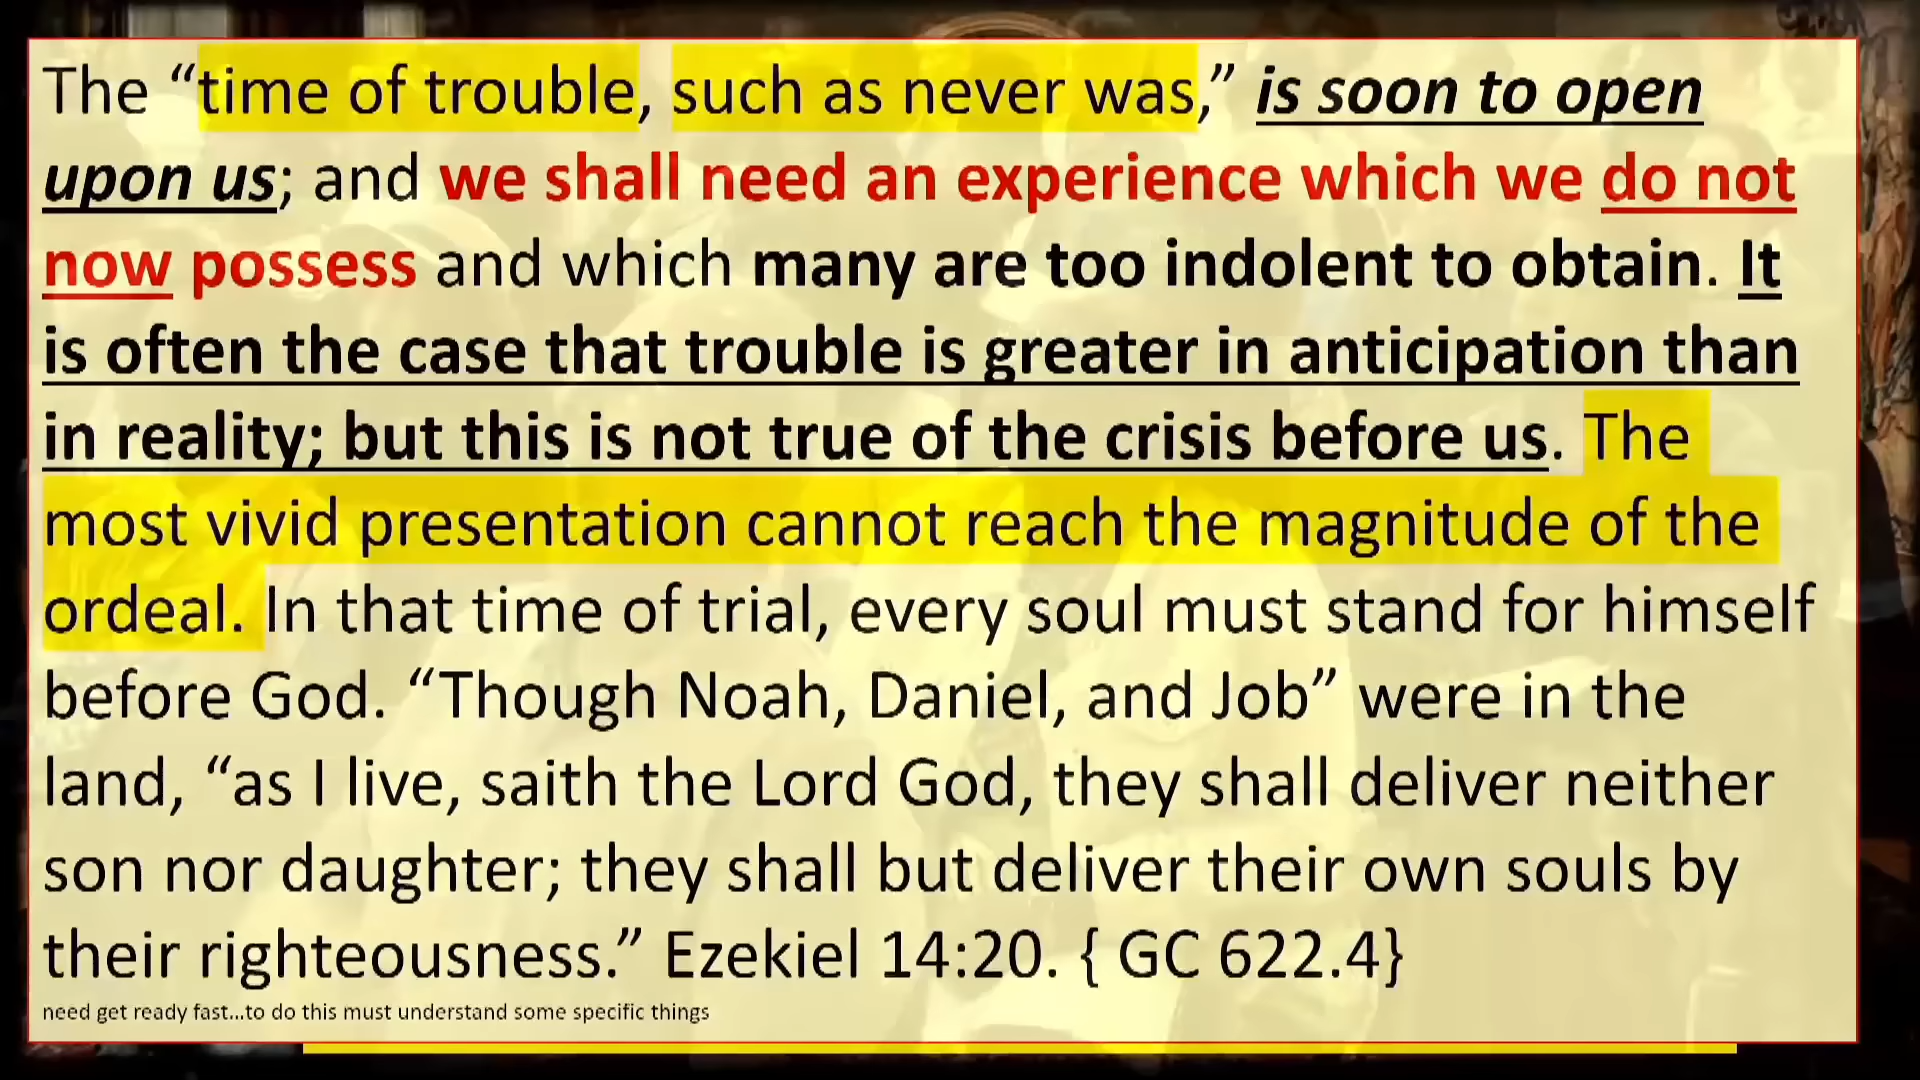 The “time of trouble, such as never was,” is soon to open
upon us; and we shall need an experience which we do not
now possess and which many are too indolent to obtain. It
is often the case that trouble is greater in anticipation than
in reality; but this is not true of the crisis before us. The
most vivid presentation cannot reach the magnitude of the
ordeal. In that time of trial, every soul must stand for himself
before God. “Though Noah, Daniel, and Job” were in the
land, “as I live, saith the Lord God, they shall deliver neither
son nor daughter; they shall but deliver their own souls by
their righteousness.” Ezekiel 14:20. { GC 622.4}
need get ready fast...to do this must understand some specific things